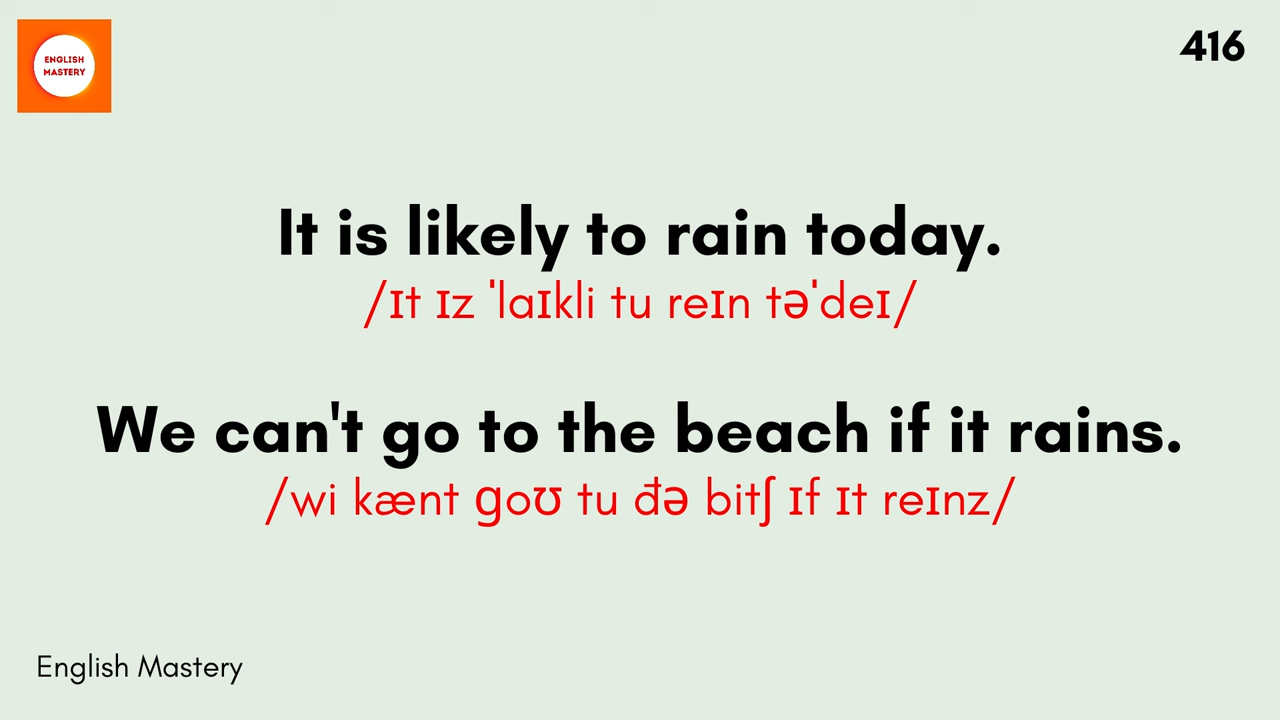 ENGLISH
MASTERY
416
It is likely to rain today.
/ɪt ɪz ˈlaɪkli tu reɪn təˈdeɪ/
We can't go to the beach if it rains.
/wi kænt ɡoʊ tu đə bitʃ ɪf ɪt reɪnz/
English Mastery